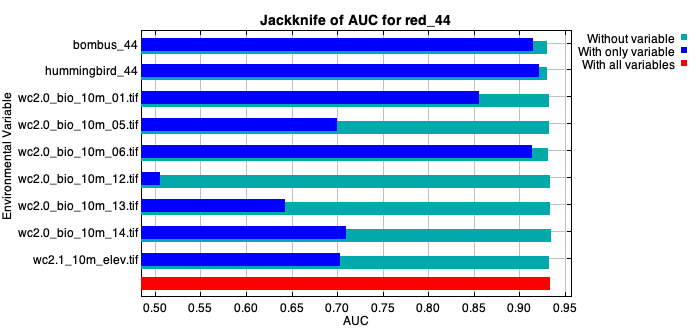 Jackknife of AUC for red_44
Without variable
With only variable
With all variables
Environmental Variable
bombus_44
hummingbird_44
wc2.0_bio_10m_01.tif
wc2.0_bio_10m_05.tif
wc2.0_bio_10m_06.tif
wc2.0_bio_10m_12.tif
wc2.0_bio_10m_13.tif
wc2.0_bio_10m_14.tif
wc2.1_10m_elev.tif
0.50 0.55 0.60 0.65 0.70 0.75 0.80 0.85 0.90 0.95
AUC